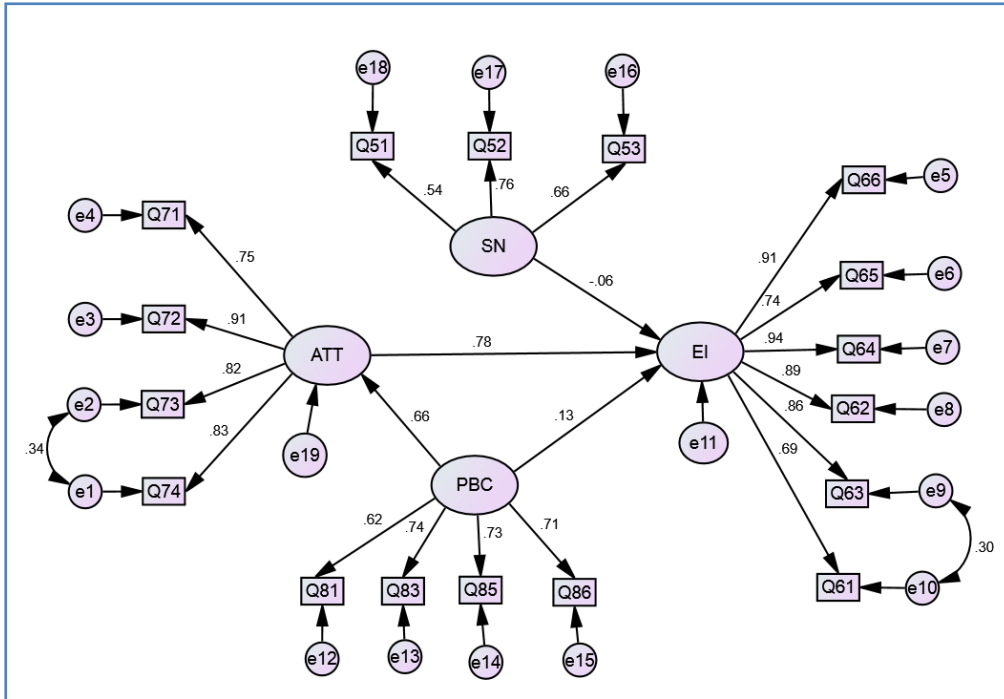 e18
e17
e16
Q51
Q52
Q53
.54
.76
.66
SN
-.06
e4
Q71
.75
e3
Q72
.91
ATT
.78
e2
Q73
.82
.34
e1
Q74
.83
e19
.66
.13
PBC
EI
e11
Q66
e5
.91
Q65
e6
.74
Q64
e7
.94
Q62
e8
.89
.86
Q63
e9
.69
.30
Q61
e10
.62
.74
.73
.71
Q81
Q83
Q85
Q86
e12
e13
e14
e15